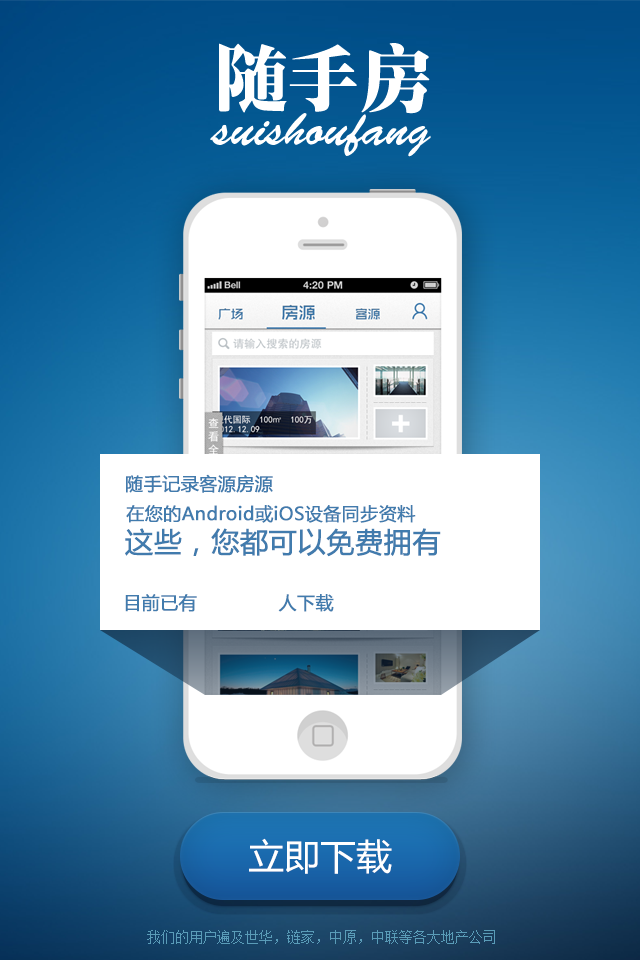 随手房
suishoufang
Bell 4:20 PM
广场 房源 客源
请输入搜索的房源
代国际 100㎡ 100万
012.12.09
查看全
随手记录客源房源
在您的Android或iOS设备同步资料
这些，您都可以免费拥有
目前已有 人下载
立即下载
我们的用户遍及世华，链家，中原，中联等各大地产公司